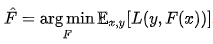 F̂ = arg min_F 𝔼_{x,y}[L(y, F(x))]